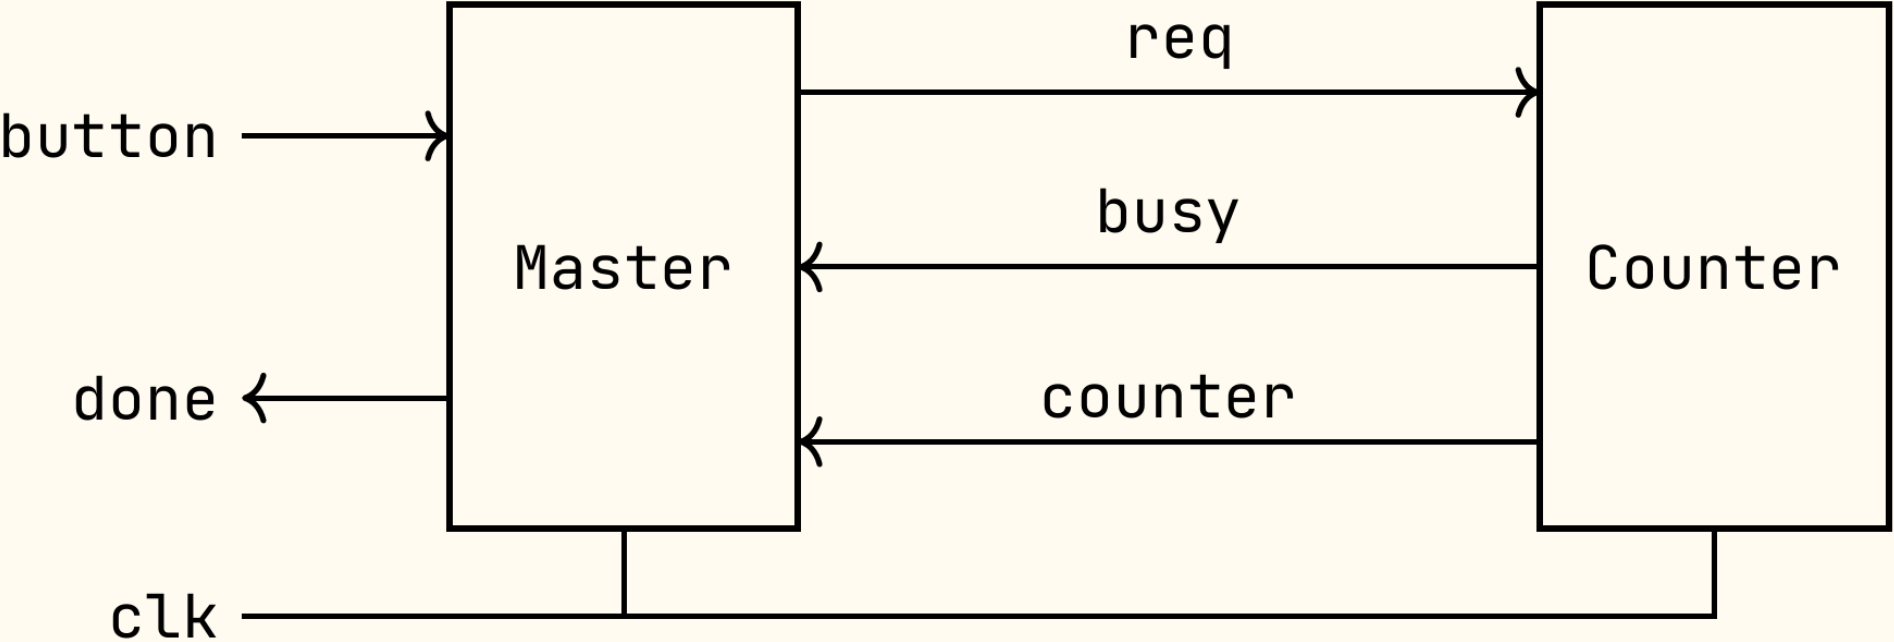 req
button
busy
Master
Counter
done
counter
clk